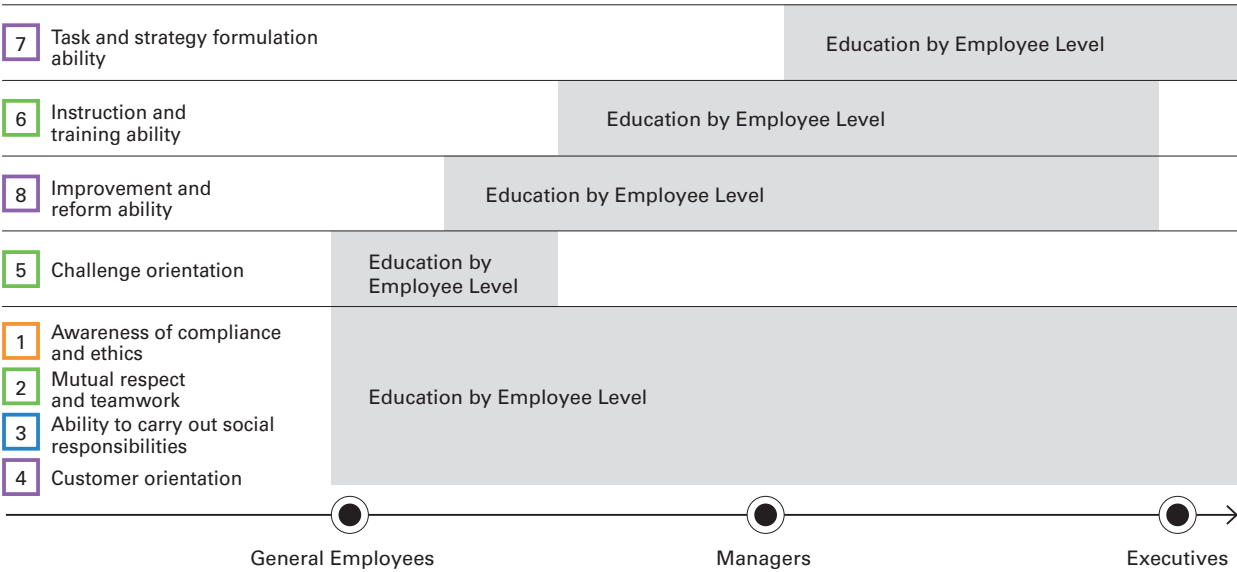 7
Task and strategy formulation
ability
Education by Employee Level
6
Instruction and
training ability
Education by Employee Level
8
Improvement and
reform ability
Education by Employee Level
5
Challenge orientation
Education by
Employee Level
1
Awareness of compliance
and ethics
2
Mutual respect
and teamwork
3
Ability to carry out social
responsibilities
4
Customer orientation
Education by Employee Level
General Employees
Managers
Executives